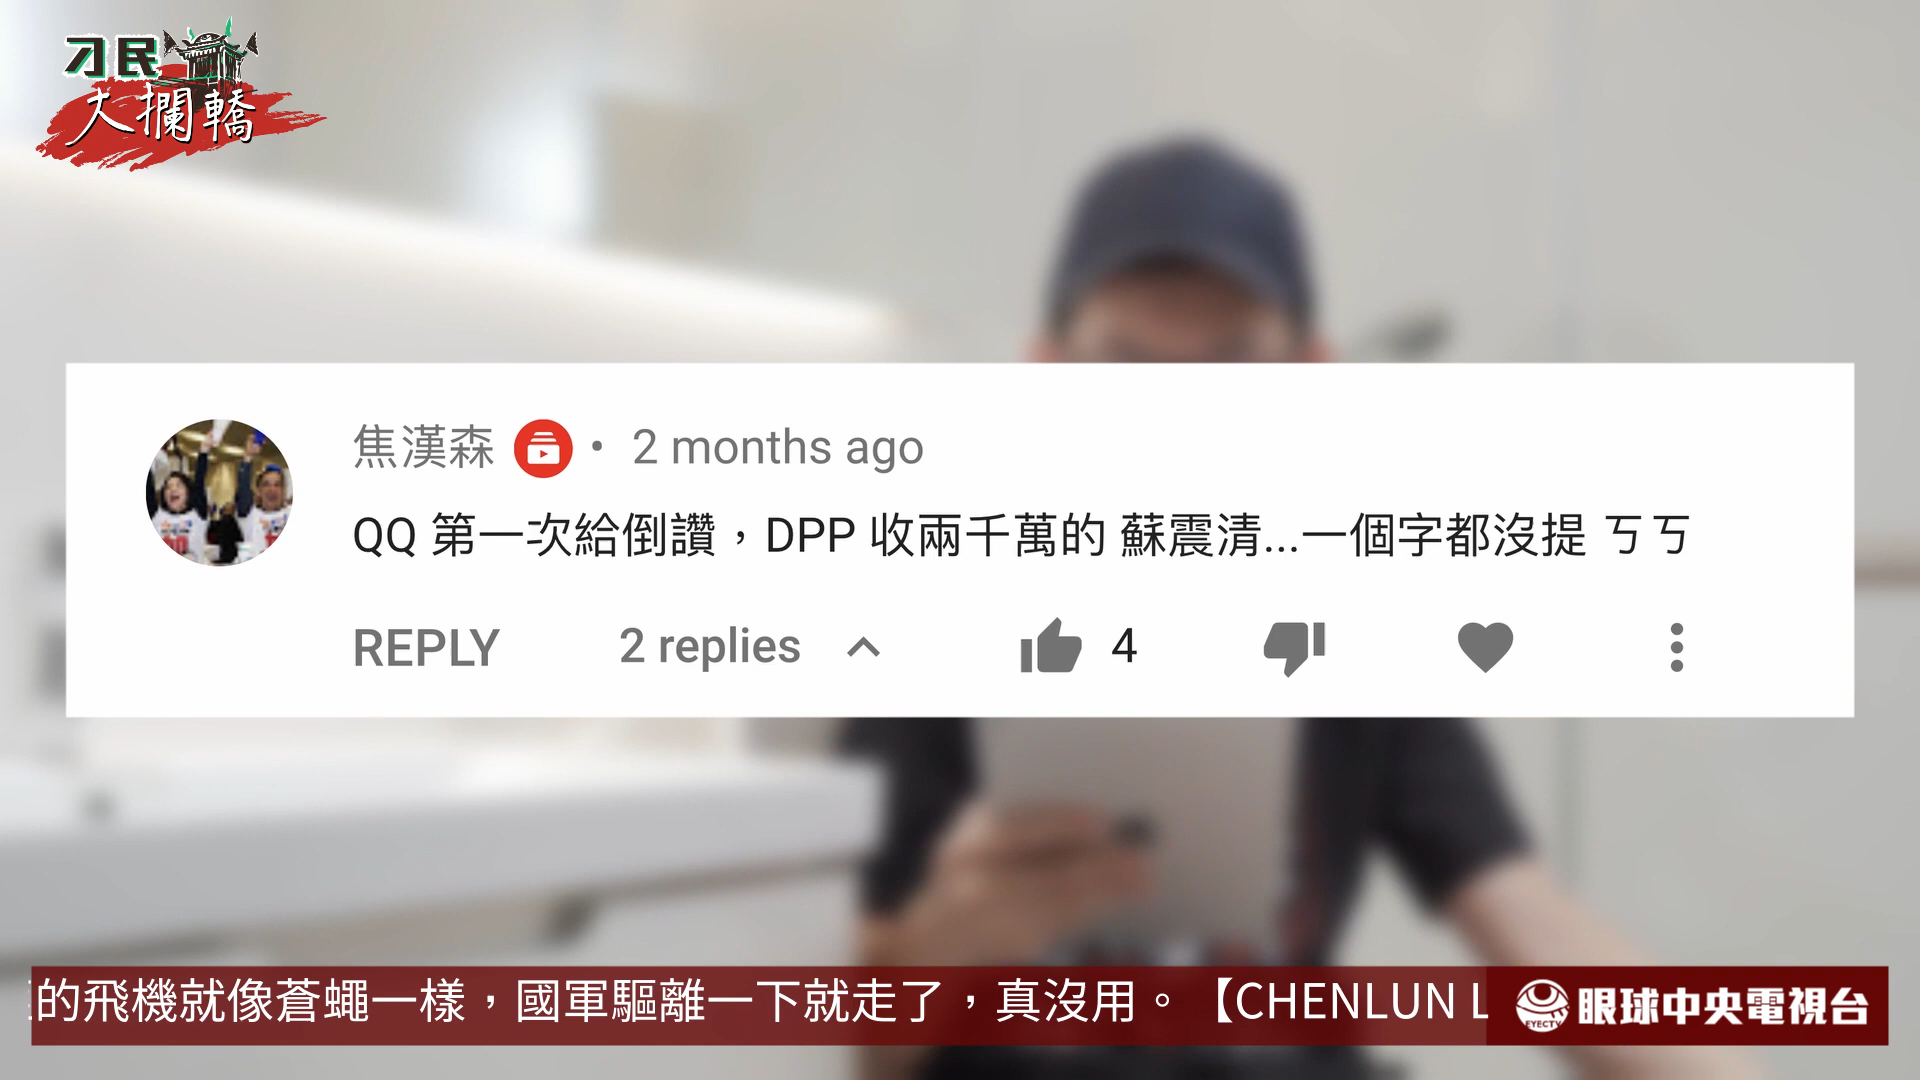 刁民
大攔轎
焦漢森 • 2 months ago
QQ 第一次給倒讚，DPP 收兩千萬的 蘇震清...一個字都沒提 ㄎㄎ
REPLY 2 replies 4
的飛機就像蒼蠅一樣，國軍驅離一下就走了，真沒用。【CHENLUN L
EYECTV 眼球中央電視台